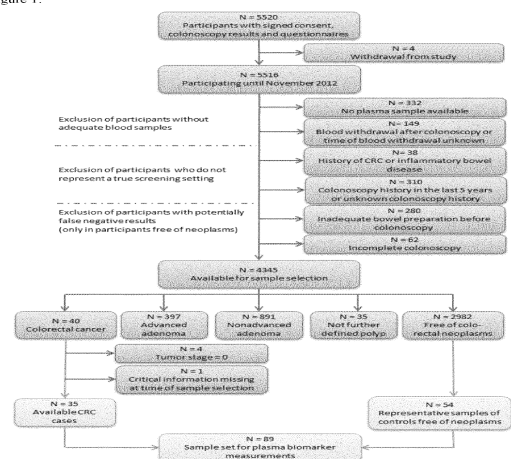 Figure 1.
N = 5520
Participants with signed consent,
colonoscopy results and questionnaires
N = 4
Withdrawal from study
N = 5516
Participating until November 2012
N = 332
No plasma sample available
Exclusion of participants without
adequate blood samples
N= 149
Blood withdrawal after colonoscopy or
time of blood withdrawal unknown
N= 38
History of CRC or inflammatory bowel
disease
Exclusion of participants who do not
represent a true screening setting
N = 310
Colonoscopy history in the last 5 years
or unknown colonoscopy history
Exclusion of participants with potentially
false negative results
(only in participants free of neoplasms)
N = 280
Inadequate bowel preparation before
colonoscopy
N = 62
Incomplete colonoscopy
N = 4345
Available for sample selection
N = 40
Colorectal cancer
N = 397
Advanced
adenoma
N = 891
Nonadvanced
adenoma
N = 35
Not further
defined polyp
N = 2982
Free of colo-
rectal neoplasms
N = 4
Tumor stage = 0
N = 1
Critical information missing
at time of sample selection
N = 35
Available CRC
cases
N = 54
Representative samples of
controls free of neoplasms
N = 89
Sample set for plasma biomarker
measurements